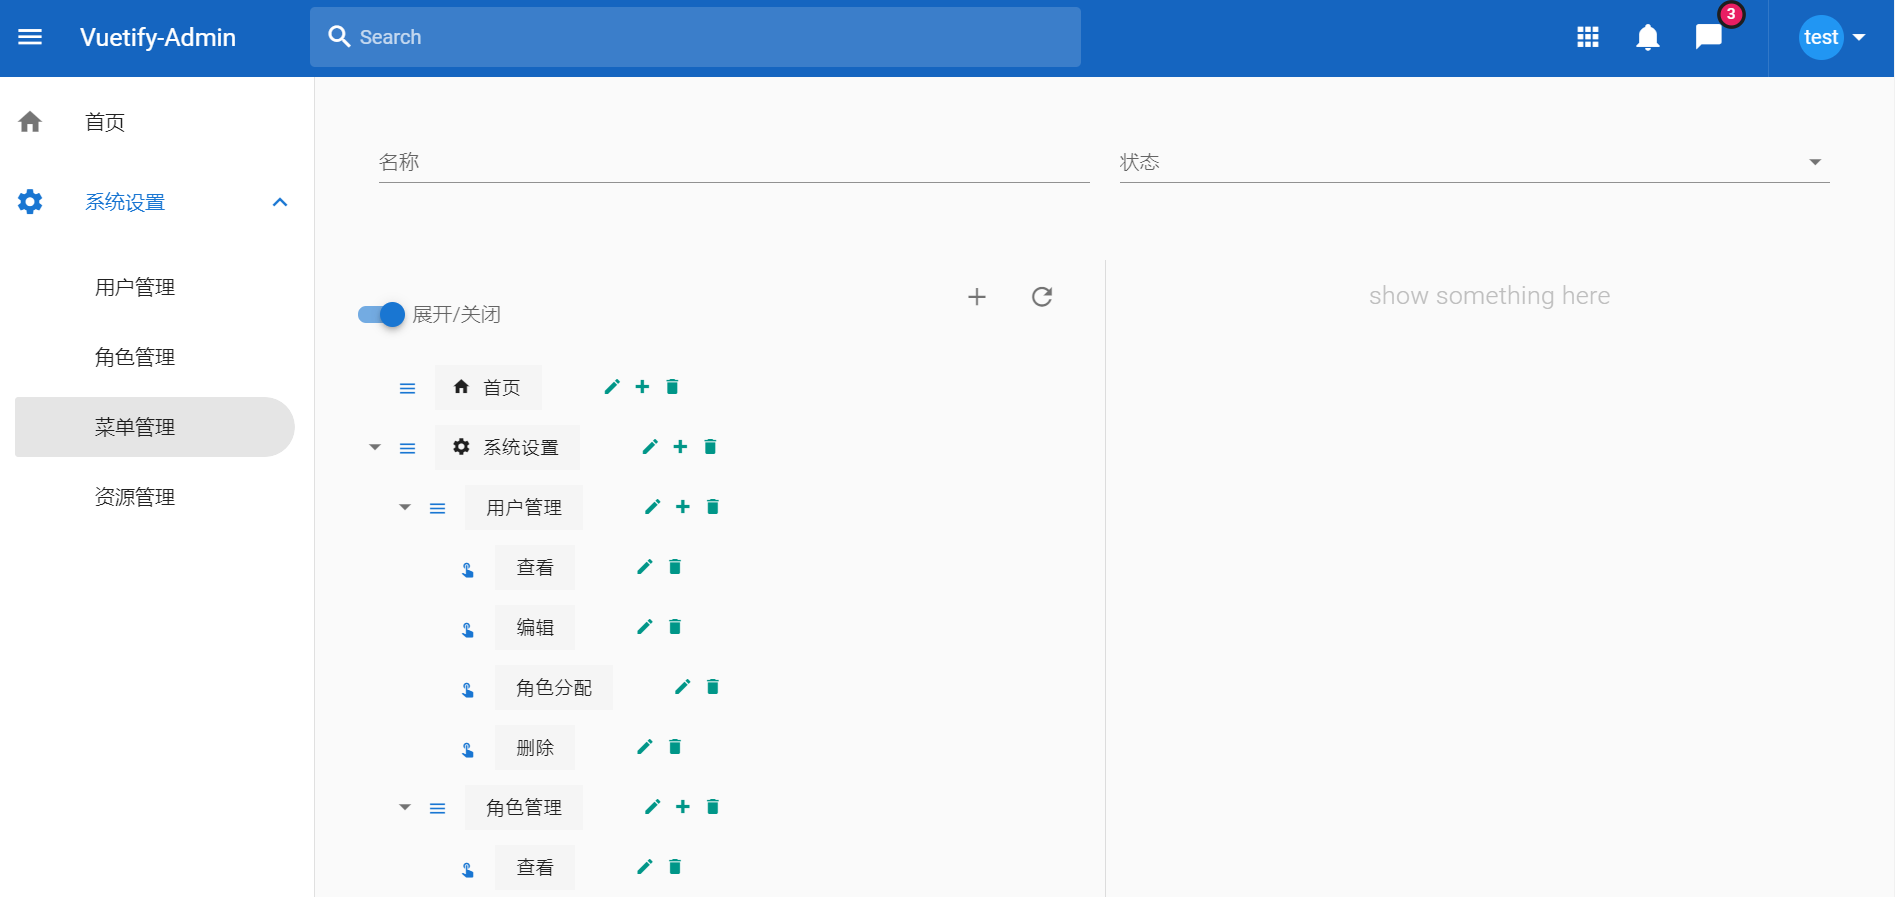 Vuetify-Admin
Search
3
test
首页
系统设置
用户管理
角色管理
菜单管理
资源管理
名称
状态
展开/关闭
首页
系统设置
用户管理
查看
编辑
角色分配
删除
角色管理
查看
show something here